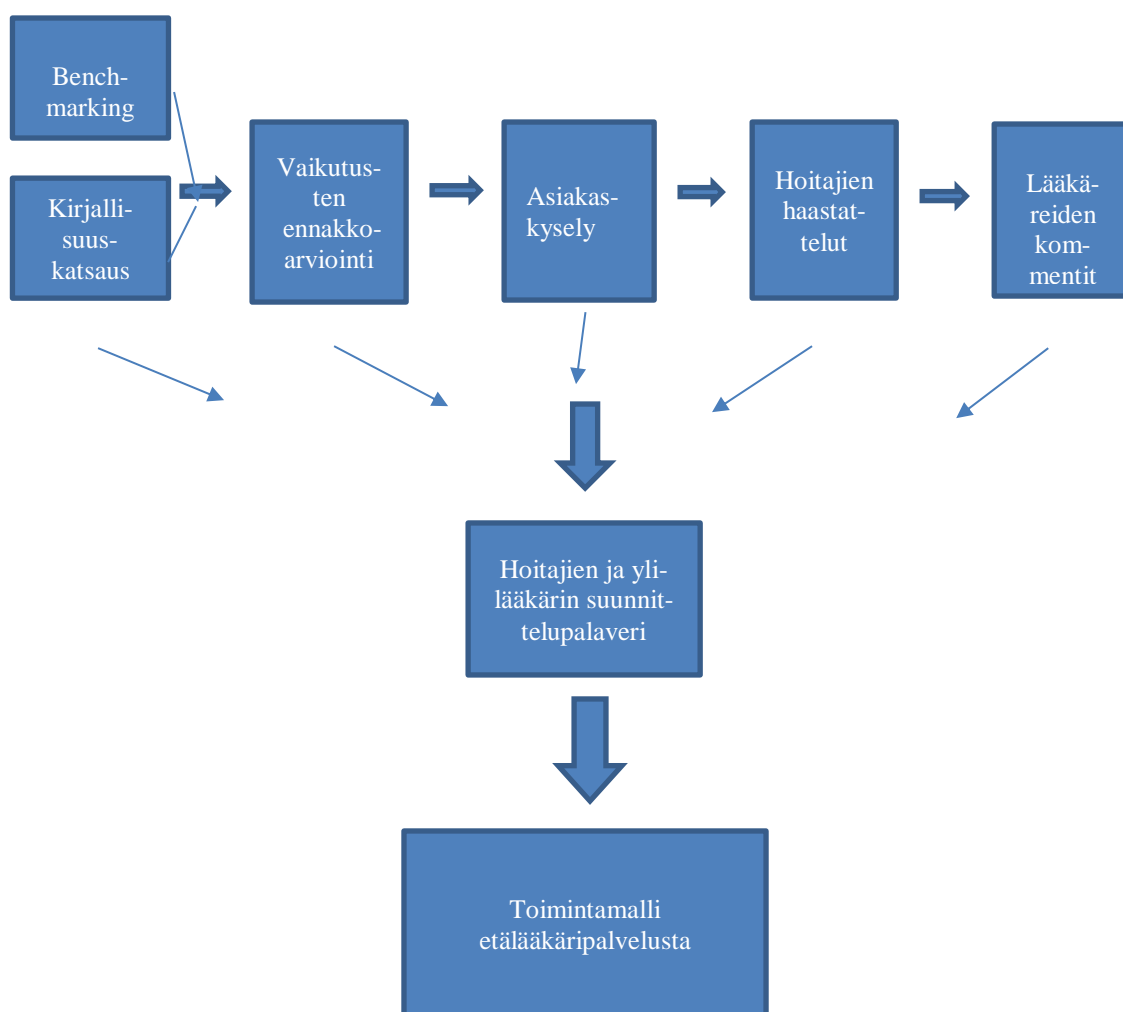 Bench-
marking
Kirjalli-
suus-
katsaus
Vaikutus-
ten
ennakko-
arviointi
Asiakas-
kysely
Hoitajien
haastat-
telut
Lääkä-
reiden
kom-
mentit
Hoitajien ja yli-
lääkärin suunnit-
telupalaveri
Toimintamalli
etälääkäripalvelusta